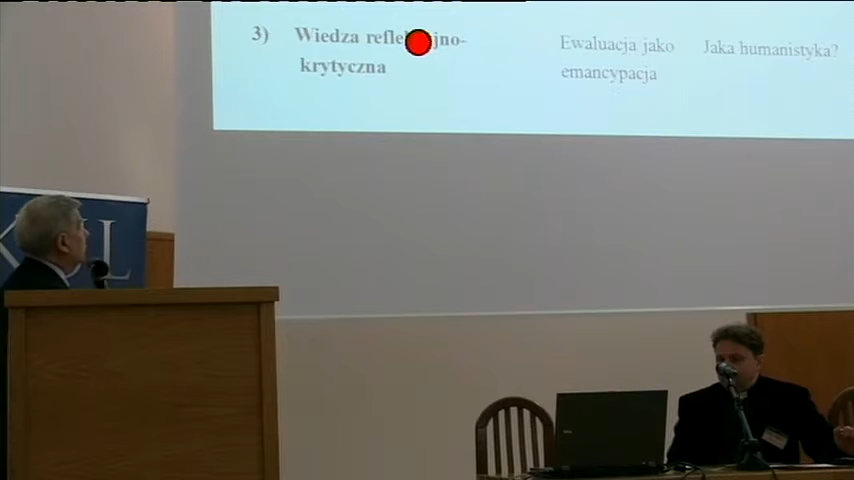 3) Wiedza
krytyczna
Ewaluacja jako
emancypacja
Jaka humanistyka?